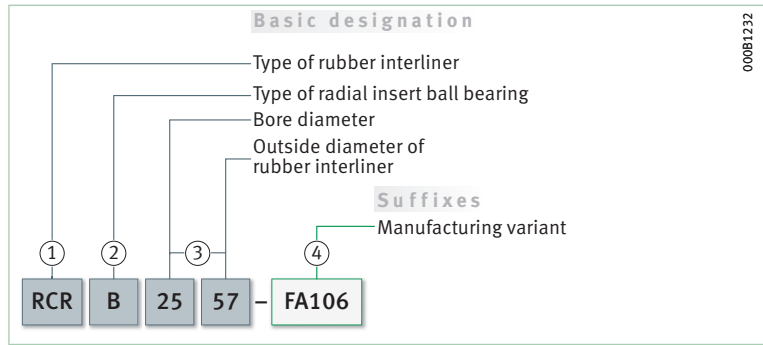 Basic designation
000B1232
Type of rubber interliner
Type of radial insert ball bearing
Bore diameter
Outside diameter of
rubber interliner
Suffixes
Manufacturing variant
1 2 3 4
RCR B 25 57 – FA106